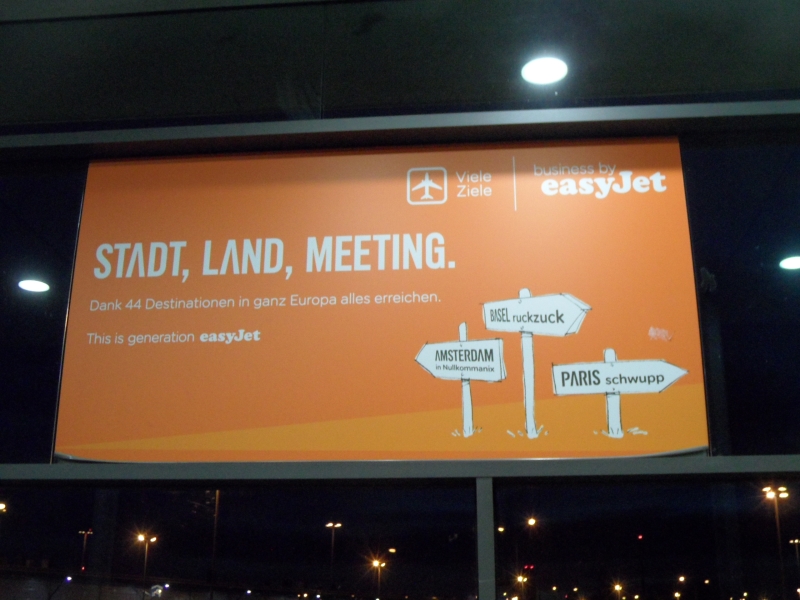 Viele
Ziele
business by
easyJet
STADT, LAND, MEETING.
Dank 44 Destinationen in ganz Europa alles erreichen.
This is generation easyJet
BASEL ruckzuck
AMSTERDAM
in Nullkommanix
PARIS schwupp